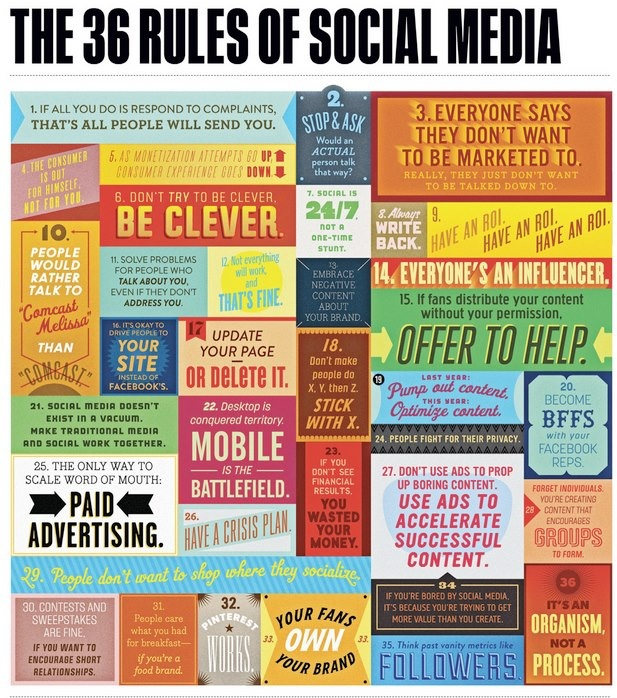 THE 36 RULES OF SOCIAL MEDIA
1. IF ALL YOU DO IS RESPOND TO COMPLAINTS,
THAT'S ALL PEOPLE WILL SEND YOU.
2.
STOP & ASK
Would an
ACTUAL
person talk
that way?
3. EVERYONE SAYS
THEY DON'T WANT
TO BE MARKETED TO.
REALLY, THEY JUST DON'T WANT
TO BE TALKED DOWN TO.
4. THE CONSUMER
IS OUT
FOR HIMSELF,
NOT FOR YOU.
5. AS MONETIZATION ATTEMPTS GO UP
CONSUMER EXPERIENCE GOES DOWN
6. DON'T TRY TO BE CLEVER,
BE CLEVER.
7. SOCIAL IS
24/7,
NOT A
ONE-TIME
STUNT.
8. Always
WRITE
BACK.
9.
HAVE AN ROI.
HAVE AN ROI.
HAVE AN ROI.
10.
PEOPLE
WOULD
RATHER
TALK TO
"Comcast
Melissa"
THAN
"COMCAST."
11. SOLVE PROBLEMS
FOR PEOPLE WHO
TALK ABOUT YOU,
EVEN IF THEY DON'T
ADDRESS YOU.
12. Not everything
will work,
and
THAT'S FINE.
13.
EMBRACE
NEGATIVE
CONTENT
ABOUT
YOUR BRAND.
14. EVERYONE'S AN INFLUENCER.
15. If fans distribute your content
without your permission,
OFFER TO HELP.
16. IT'S OKAY TO
DRIVE PEOPLE TO
YOUR
SITE
INSTEAD OF
FACEBOOK'S.
17 UPDATE
YOUR PAGE
OR DELETE IT.
18.
Don't make
people do
X, Y, then Z.
STICK
WITH X.
19
LAST YEAR:
Pump out content.
THIS YEAR:
Optimize content.
20.
BECOME
BFFS
with your
FACEBOOK
REPS.
21. SOCIAL MEDIA DOESN'T
EXIST IN A VACUUM.
MAKE TRADITIONAL MEDIA
AND SOCIAL WORK TOGETHER.
22. Desktop is
conquered territory.
MOBILE
IS THE
BATTLEFIELD.
23.
IF YOU
DON'T SEE
FINANCIAL
RESULTS,
YOU
WASTED
YOUR
MONEY.
24. PEOPLE FIGHT FOR THEIR PRIVACY.
25. THE ONLY WAY TO
SCALE WORD OF MOUTH:
PAID
ADVERTISING.
26.
HAVE A CRISIS PLAN.
27. DON'T USE ADS TO PROP
UP BORING CONTENT.
USE ADS TO
ACCELERATE
SUCCESSFUL
CONTENT.
28
FORGET INDIVIDUALS.
YOU'RE CREATING
CONTENT THAT
ENCOURAGES
GROUPS
TO FORM.
29. People don't want to shop where they socialize.
30. CONTESTS AND
SWEEPSTAKES
ARE FINE,
IF YOU WANT TO
ENCOURAGE SHORT
RELATIONSHIPS.
31.
People care
what you had
for breakfast—
if you're a
food brand.
32.
PINTEREST
WORKS.
33.
YOUR FANS
OWN
YOUR BRAND
33.
34
IF YOU'RE BORED BY SOCIAL MEDIA,
IT'S BECAUSE YOU'RE TRYING TO GET
MORE VALUE THAN YOU CREATE.
35. Think past vanity metrics like
FOLLOWERS.
36
IT'S AN
ORGANISM,
NOT A
PROCESS.